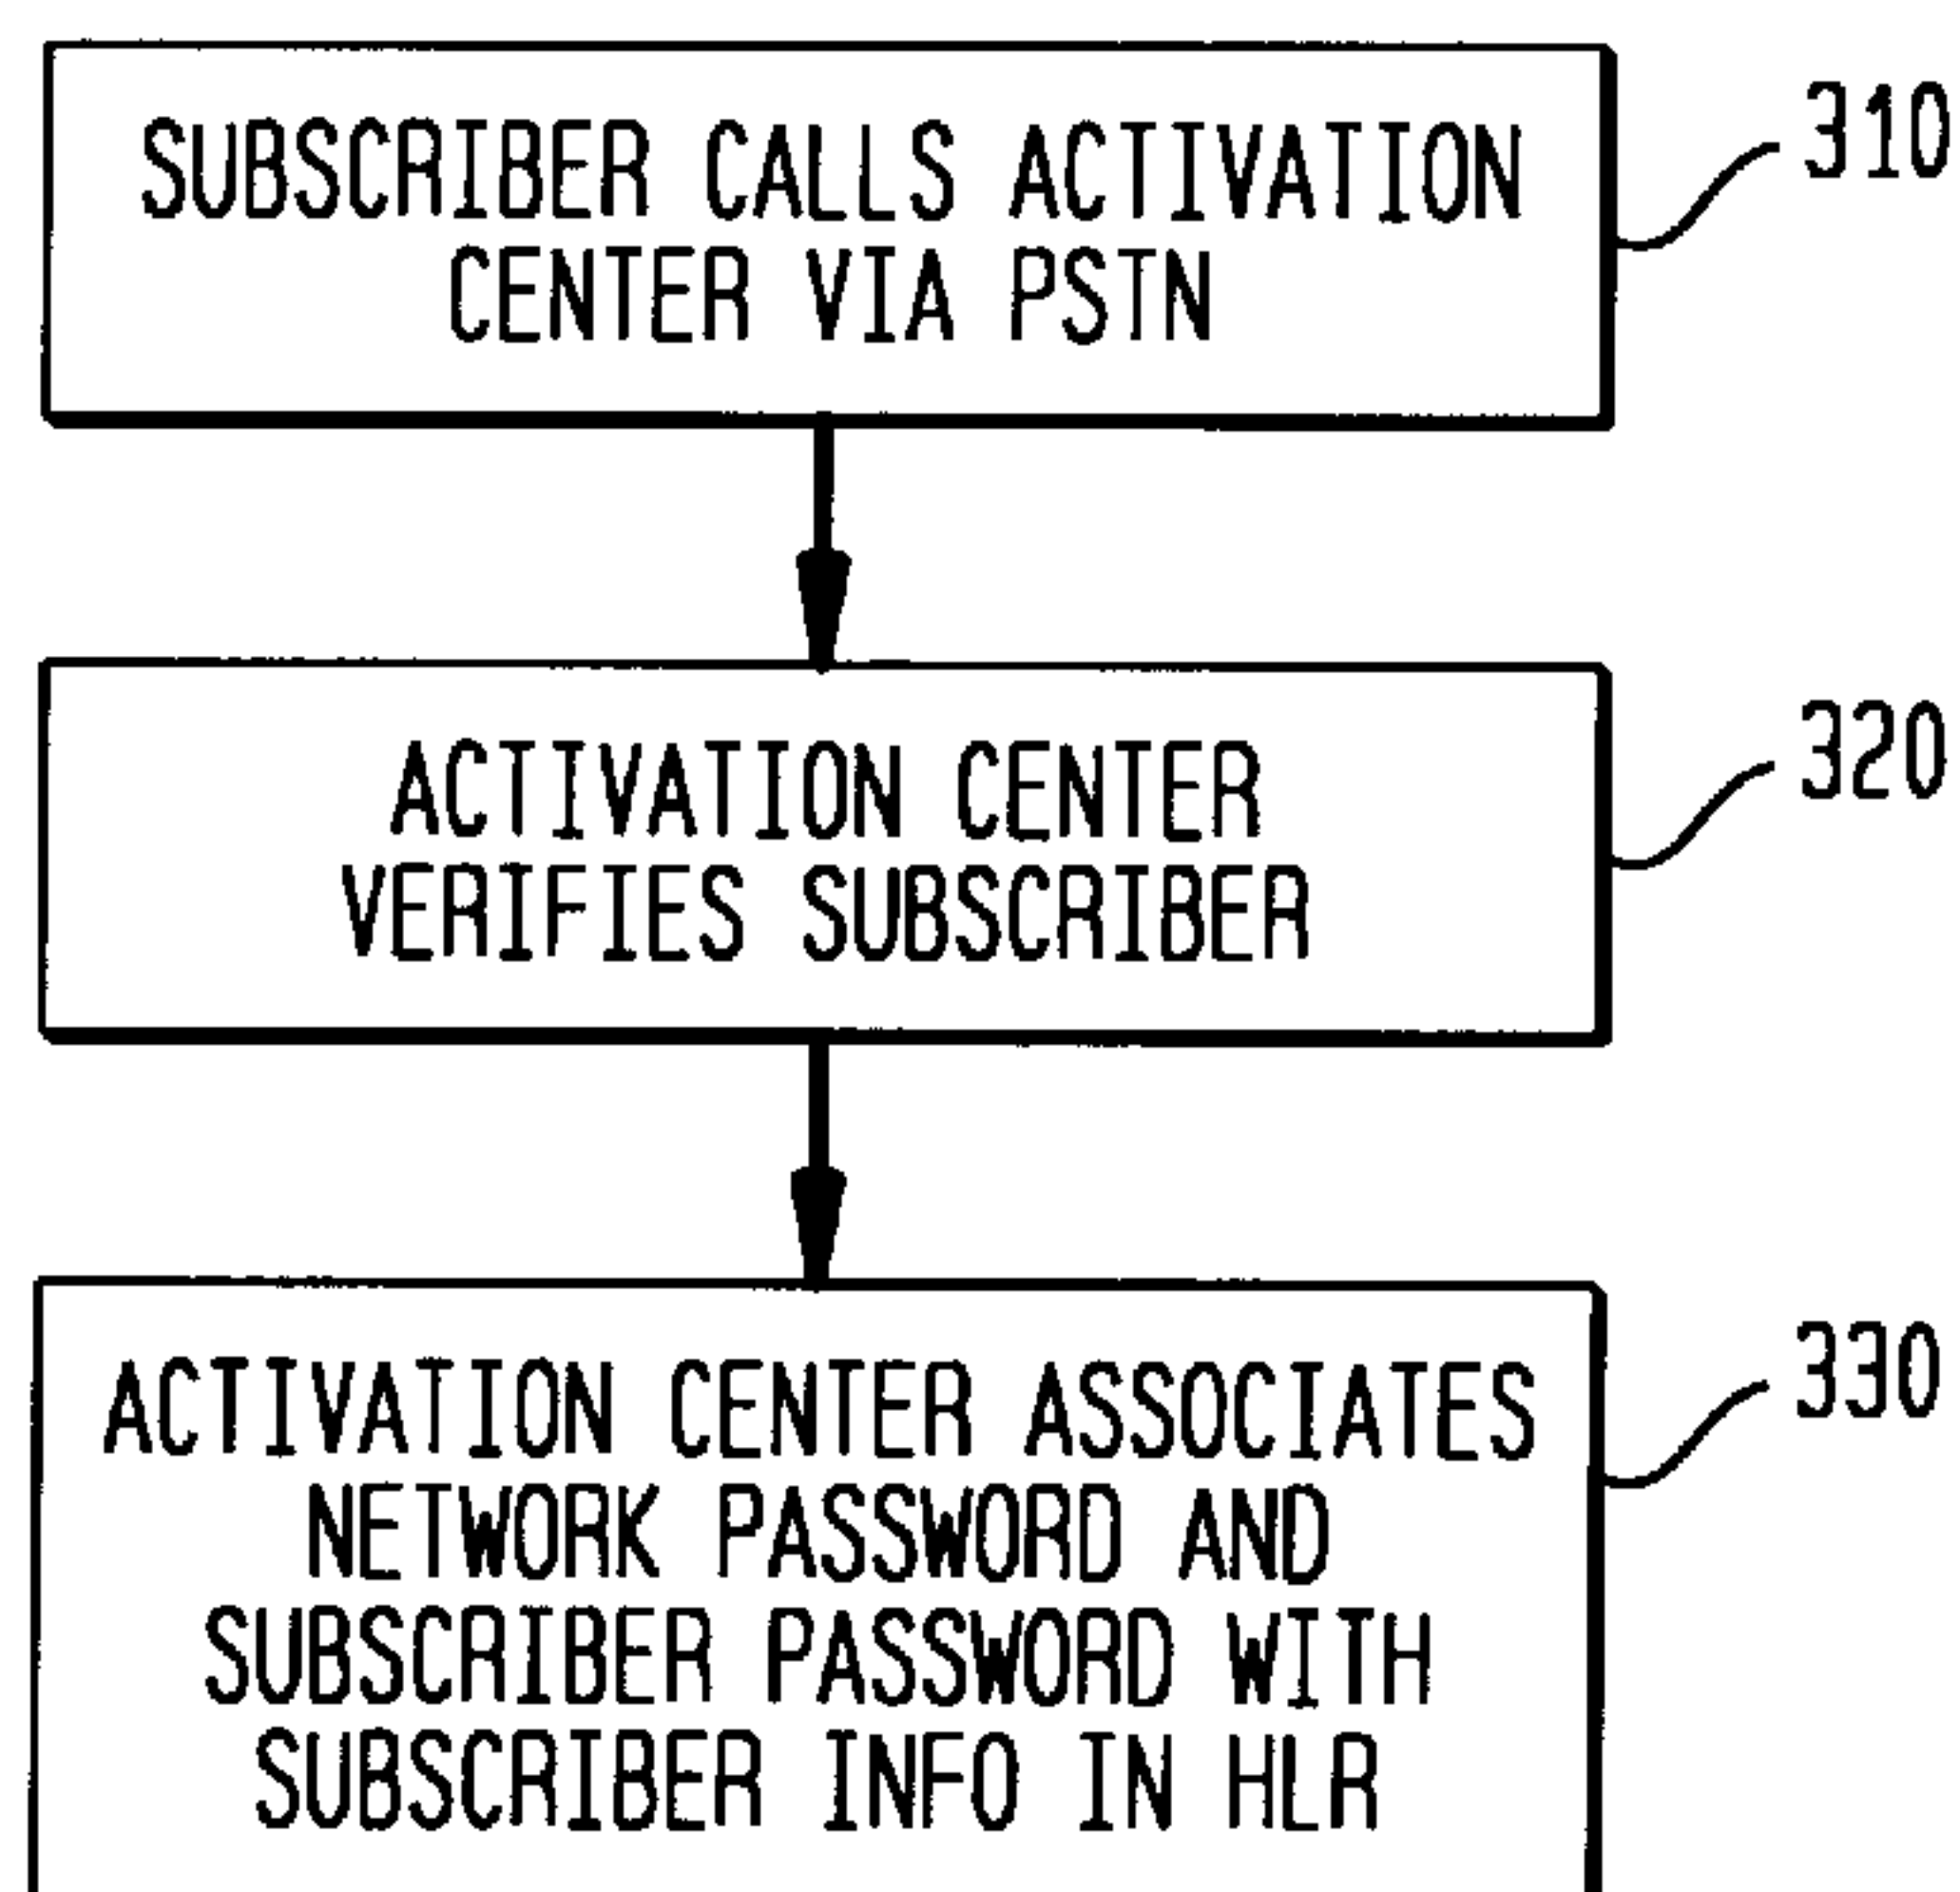 SUBSCRIBER CALLS ACTIVATION
CENTER VIA PSTN
310
ACTIVATION CENTER
VERIFIES SUBSCRIBER
320
ACTIVATION CENTER ASSOCIATES
NETWORK PASSWORD AND
SUBSCRIBER PASSWORD WITH
SUBSCRIBER INFO IN HLR
330